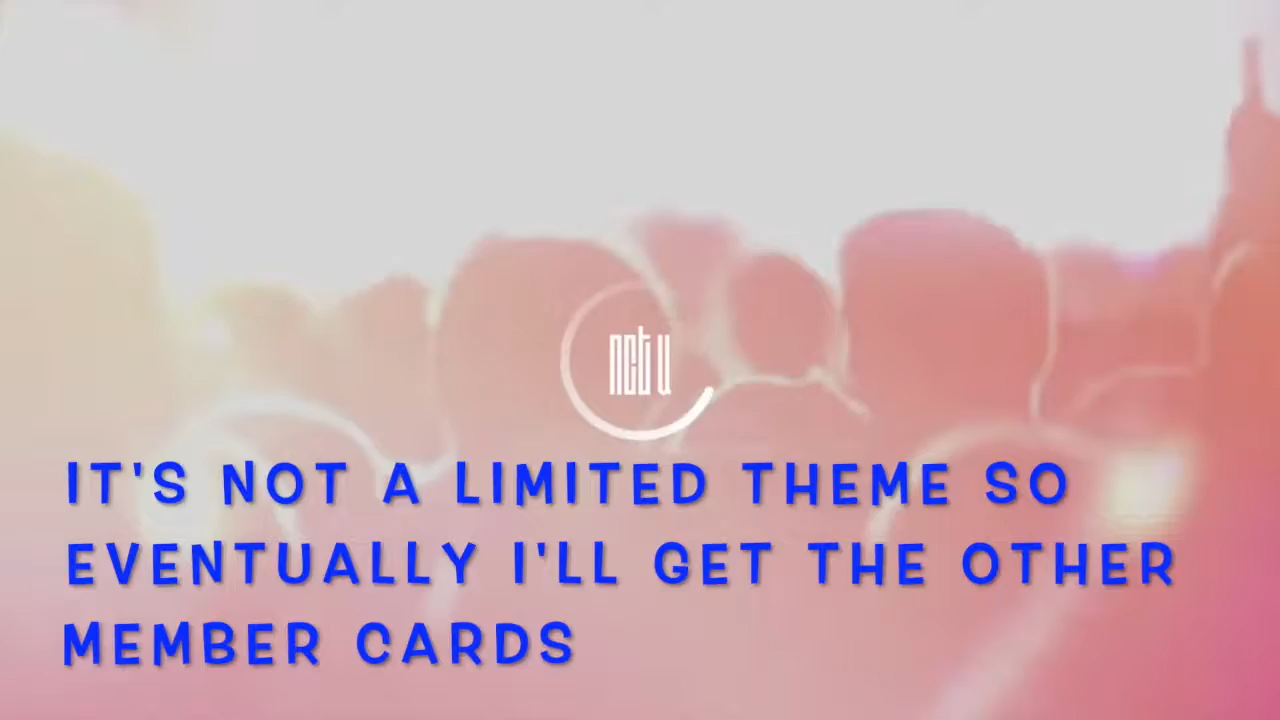 nct u
IT'S NOT A LIMITED THEME SO
EVENTUALLY I'LL GET THE OTHER
MEMBER CARDS